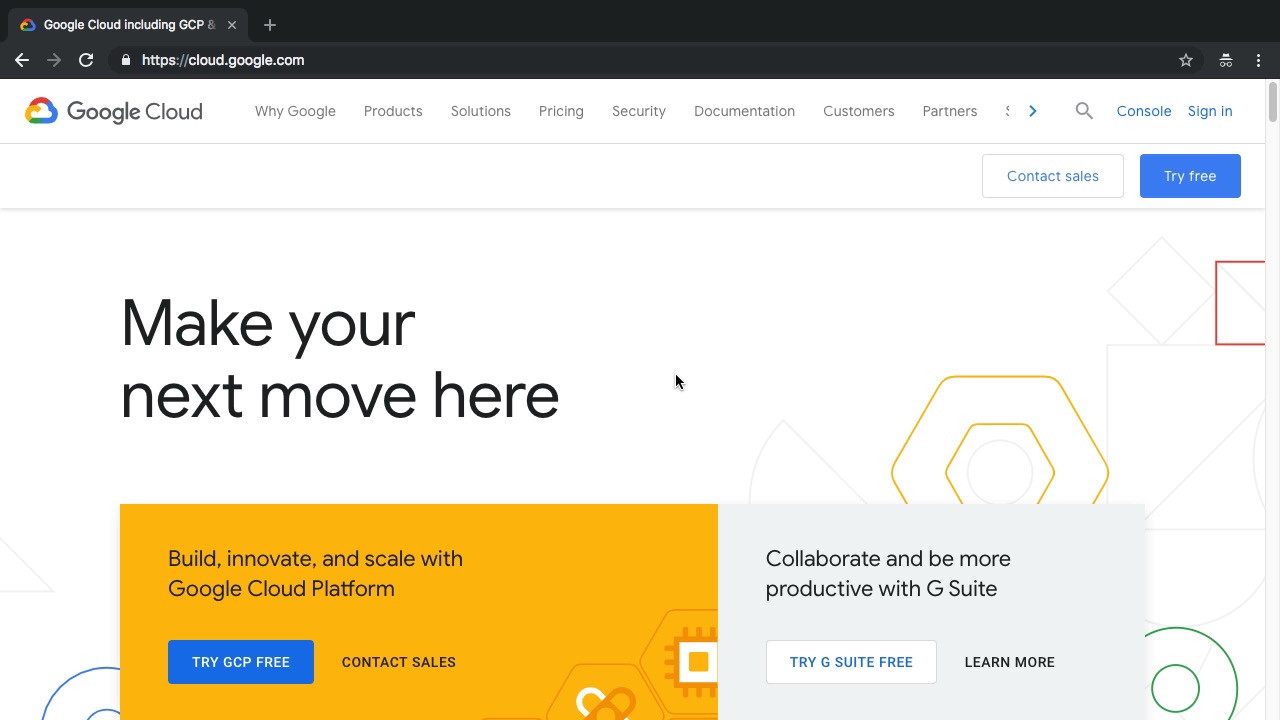 Google Cloud including GCP &
https://cloud.google.com
Google Cloud
Why Google
Products
Solutions
Pricing
Security
Documentation
Customers
Partners
Console
Sign in
Contact sales
Try free
Make your
next move here
Build, innovate, and scale with
Google Cloud Platform
TRY GCP FREE
CONTACT SALES
Collaborate and be more
productive with G Suite
TRY G SUITE FREE
LEARN MORE